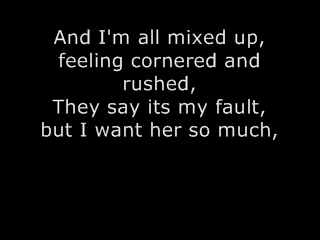 And I'm all mixed up,
feeling cornered and
rushed,
They say its my fault,
but I want her so much,